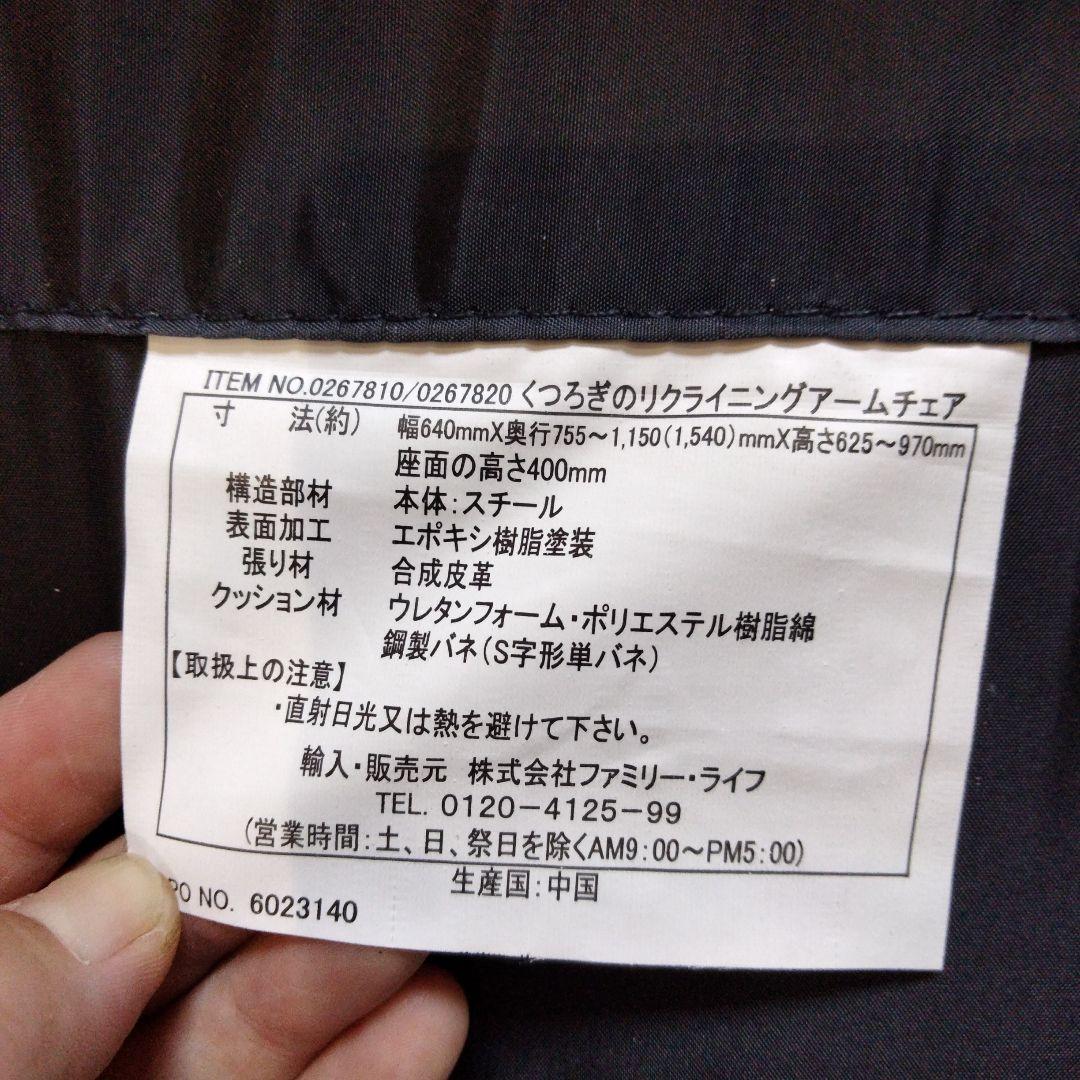 ITEM NO.0267810/0267820 くつろぎのリクライニングアームチェア
寸　法(約) 幅640mmX奥行755～1,150(1,540)mmX高さ625～970mm
座面の高さ400mm
構造部材 本体：スチール
表面加工 エポキシ樹脂塗装
張り材 合成皮革
クッション材 ウレタンフォーム・ポリエステル樹脂綿
鋼製バネ(S字形単バネ)
【取扱上の注意】
・直射日光又は熱を避けて下さい。
輸入・販売元 株式会社ファミリー・ライフ
TEL. 0120－4125－99
(営業時間：土、日、祭日を除くAM9：00～PM5：00)
生産国：中国
PO NO. 6023140